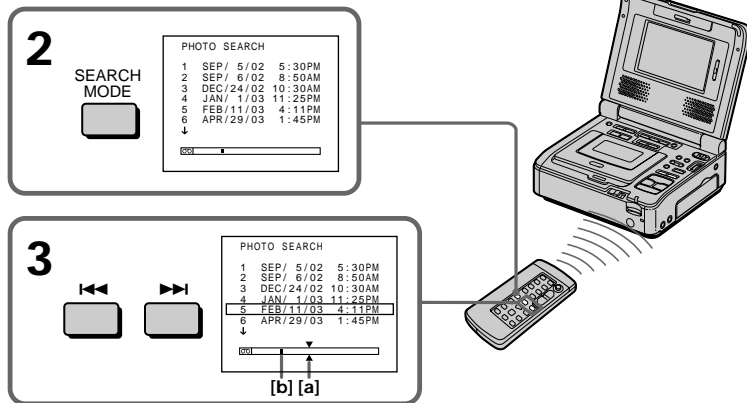 2
SEARCH
MODE
PHOTO SEARCH
1 SEP/ 5/02 5:30PM
2 SEP/ 6/02 8:50AM
3 DEC/24/02 10:30AM
4 JAN/ 1/03 11:25PM
5 FEB/11/03 4:11PM
6 APR/29/03 1:45PM
3
PHOTO SEARCH
1 SEP/ 5/02 5:30PM
2 SEP/ 6/02 8:50AM
3 DEC/24/02 10:30AM
4 JAN/ 1/03 11:25PM
5 FEB/11/03 4:11PM
6 APR/29/03 1:45PM
[b] [a]